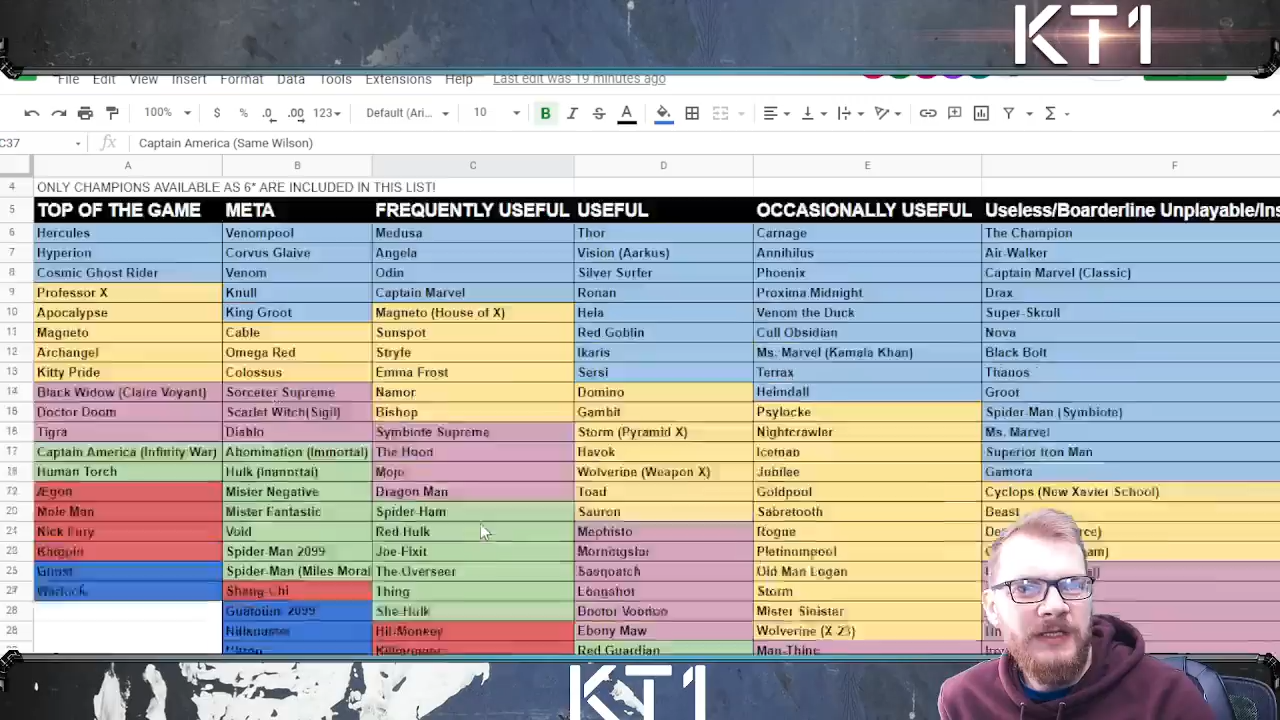 KT1
File Edit View Insert Format Data Tools Extensions Help Last edit was 19 minutes ago
100% $ % .0 .00 123 Default (Ari... 10 B I S A
C37 fx Captain America (Same Wilson)
A B C D E F
4 ONLY CHAMPIONS AVAILABLE AS 6* ARE INCLUDED IN THIS LIST!
5 TOP OF THE GAME META FREQUENTLY USEFUL USEFUL OCCASIONALLY USEFUL Useless/Boarderline Unplayable/Ins
6 Hercules Venompool Medusa Thor Carnage The Champion
7 Hyperion Corvus Glaive Angela Vision (Aarkus) Annihilus Air-Walker
8 Cosmic Ghost Rider Venom Odin Silver Surfer Phoenix Captain Marvel (Classic)
9 Professor X Knull Captain Marvel Ronan Proxima Midnight Drax
10 Apocalypse King Groot Magneto (House of X) Hela Venom the Duck Super-Skrull
11 Magneto Cable Sunspot Red Goblin Cull Obsidian Nova
12 Archangel Omega Red Stryfe Ikaris Ms. Marvel (Kamala Khan) Black Bolt
13 Kitty Pride Colossus Emma Frost Sersi Terrax Thanos
14 Black Widow (Claire Voyant) Sorcerer Supreme Namor Domino Heimdall Groot
Doctor Doom Scarlet Witch(Sigil) Bishop Gambit Psylocke Spider-Man (Symbiote)
Tigra Diablo Symbiote Supreme Storm (Pyramid X) Nightcrawler Ms. Marvel
17 Captain America (Infinity War) Abomination (Immortal) The Hood Havok Iceman Superior Iron Man
Human Torch Hulk (Immortal) Mojo Wolverine (Weapon X) Jubilee Gamora
Ægon Mister Negative Dragon Man Toad Goldpool Cyclops (New Xavier School)
Mole Man Mister Fantastic Spider-Ham Sauron Sabretooth Beast
Nick Fury Void Red Hulk Mephisto Rogue
Korgpin Spider-Man 2099 Joe Fixit Morningstar Platinumpool
Ghost Spider-Man (Miles Moral The Overseer Sasquatch Old Man Logan
Warlock Shang-Chi Thing Longshot Storm
28 Guardian 2099 She Hulk Doctor Voodoo Mister Sinister
Nimrod Hit-Monkey Ebony Maw Wolverine (X-23)
Killmonger Red Guardian Man-Thing
KT1